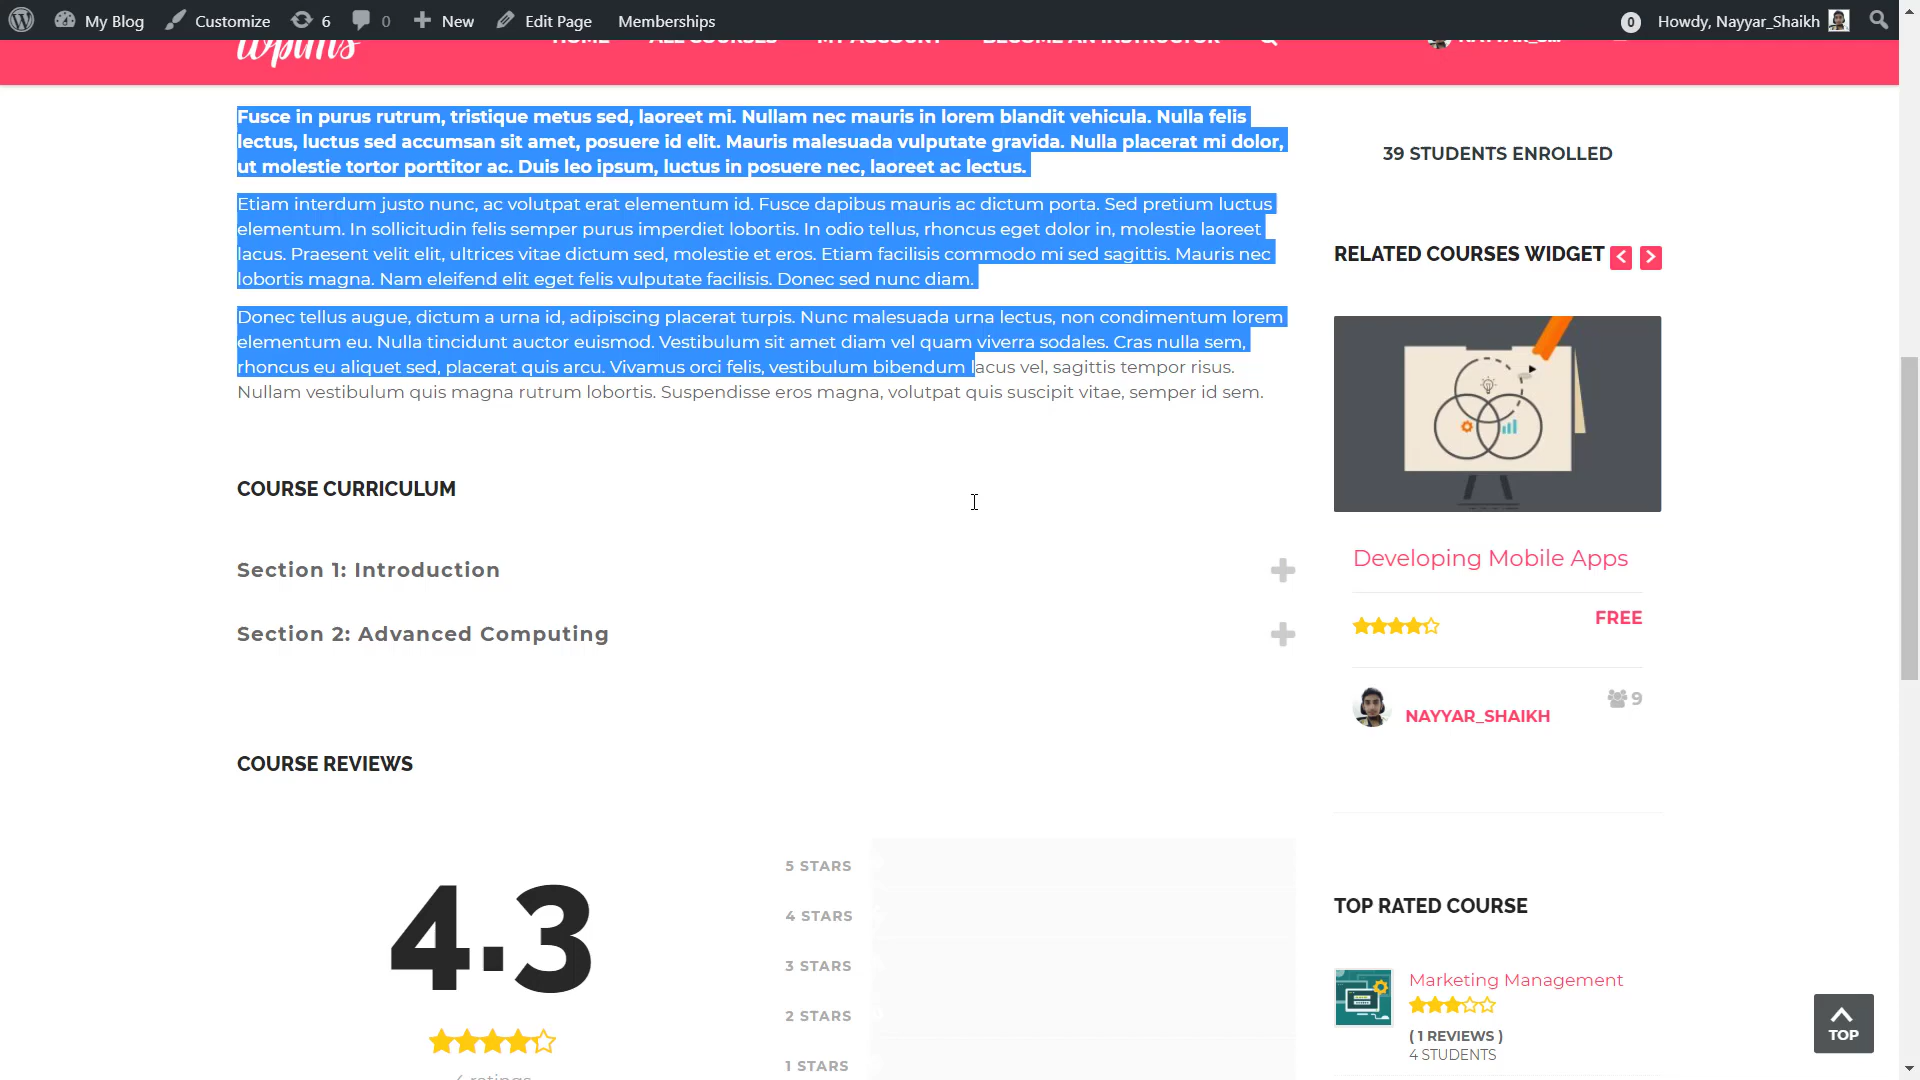 My Blog Customize 6 0 New Edit Page Memberships 0 Howdy, Nayyar_Shaikh
wplms HOME ALL COURSES MY ACCOUNT BECOME AN INSTRUCTOR
Fusce in purus rutrum, tristique metus sed, laoreet mi. Nullam nec mauris in lorem blandit vehicula. Nulla felis
lectus, luctus sed accumsan sit amet, posuere id elit. Mauris malesuada vulputate gravida. Nulla placerat mi dolor,
ut molestie tortor porttitor ac. Duis leo ipsum, luctus in posuere nec, laoreet ac lectus.
Etiam interdum justo nunc, ac volutpat erat elementum id. Fusce dapibus mauris ac dictum porta. Sed pretium luctus
elementum. In sollicitudin felis semper purus imperdiet lobortis. In odio tellus, rhoncus eget dolor in, molestie laoreet
lacus. Praesent velit elit, ultrices vitae dictum sed, molestie et eros. Etiam facilisis commodo mi sed sagittis. Mauris nec
lobortis magna. Nam eleifend elit eget felis vulputate facilisis. Donec sed nunc diam.
Donec tellus augue, dictum a urna id, adipiscing placerat turpis. Nunc malesuada urna lectus, non condimentum lorem
elementum eu. Nulla tincidunt auctor euismod. Vestibulum sit amet diam vel quam viverra sodales. Cras nulla sem,
rhoncus eu aliquet sed, placerat quis arcu. Vivamus orci felis, vestibulum bibendum lacus vel, sagittis tempor risus.
Nullam vestibulum quis magna rutrum lobortis. Suspendisse eros magna, volutpat quis suscipit vitae, semper id sem.
COURSE CURRICULUM
Section 1: Introduction
Section 2: Advanced Computing
COURSE REVIEWS
4.3
4 ratings
5 STARS
4 STARS
3 STARS
2 STARS
1 STARS
39 STUDENTS ENROLLED
RELATED COURSES WIDGET
Developing Mobile Apps
FREE
NAYYAR_SHAIKH 9
TOP RATED COURSE
Marketing Management
( 1 REVIEWS )
4 STUDENTS
TOP